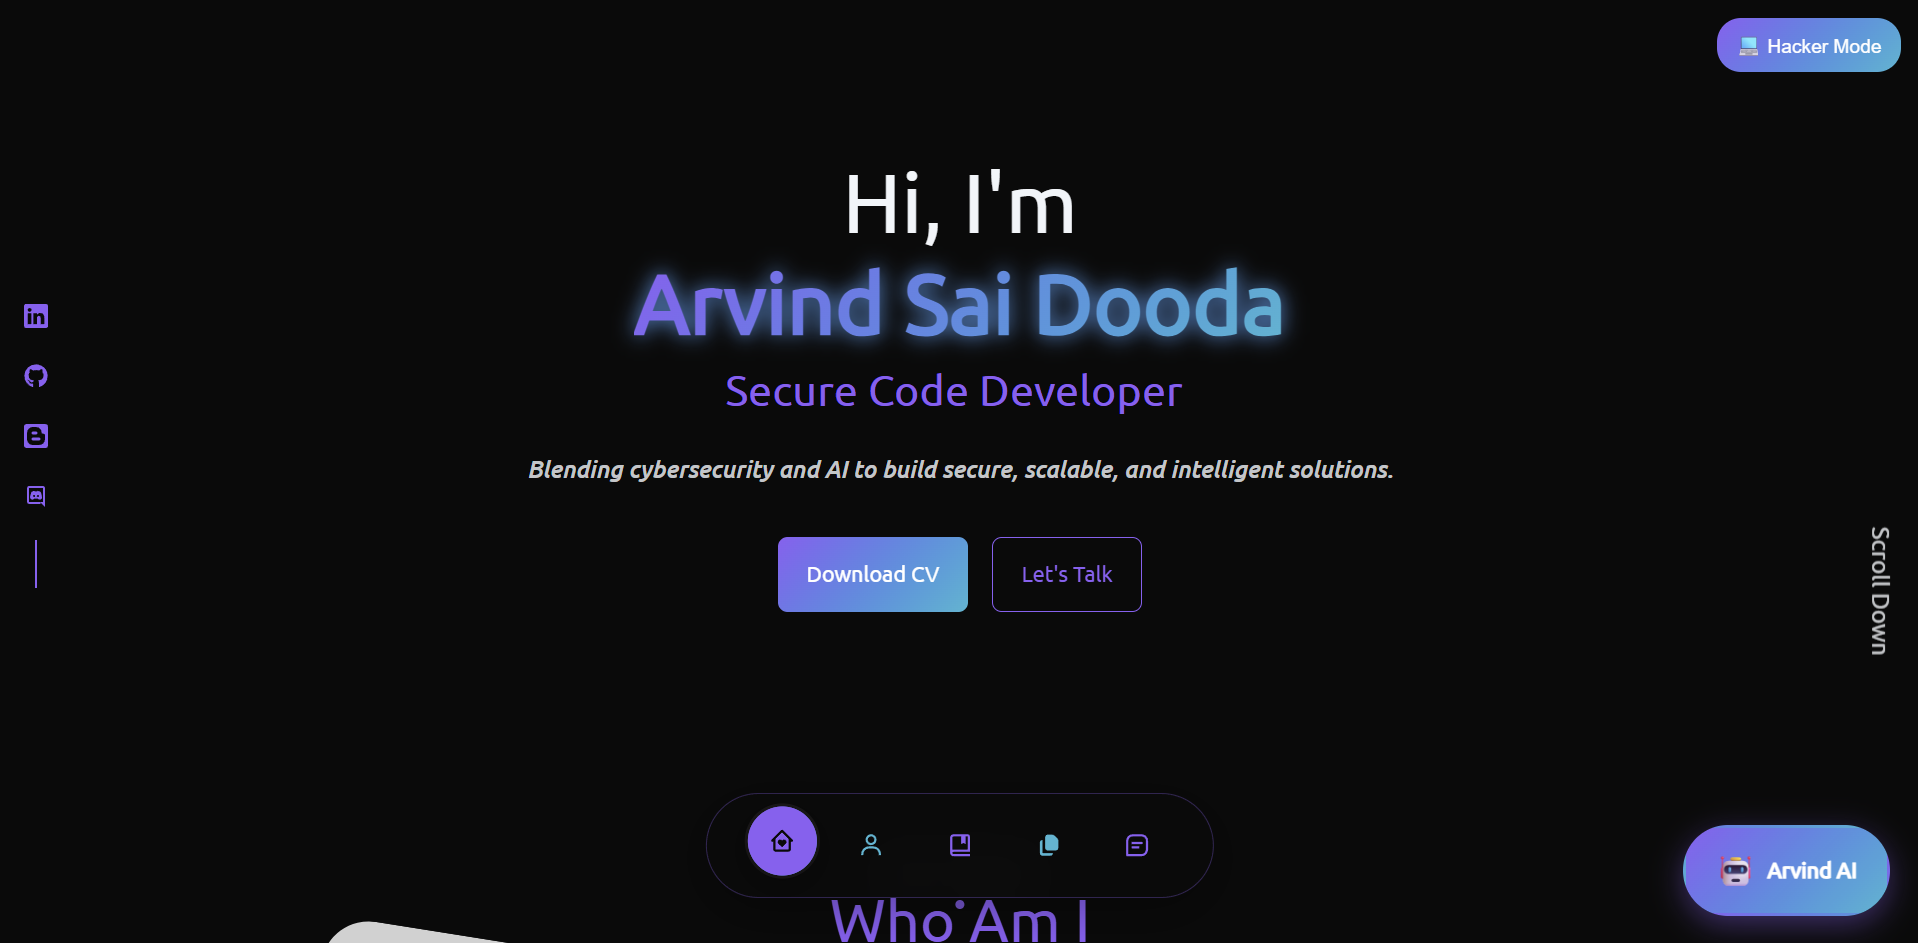 Hacker Mode
Hi, I'm
Arvind Sai Dooda
Secure Code Developer
Blending cybersecurity and AI to build secure, scalable, and intelligent solutions.
Download CV
Let's Talk
Scroll Down
Arvind AI
Who Am I